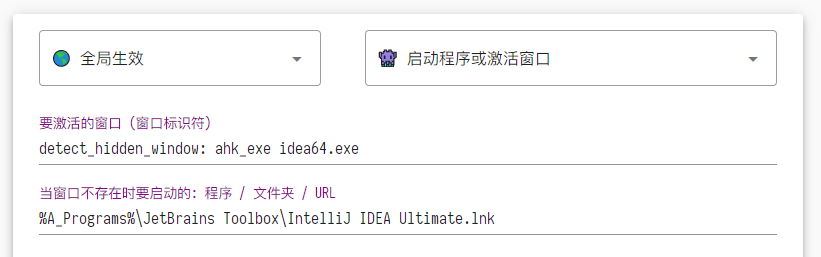 全局生效
启动程序或激活窗口
要激活的窗口（窗口标识符）
detect_hidden_window: ahk_exe idea64.exe
当窗口不存在时要启动的: 程序 / 文件夹 / URL
%A_Programs%\JetBrains Toolbox\IntelliJ IDEA Ultimate.lnk